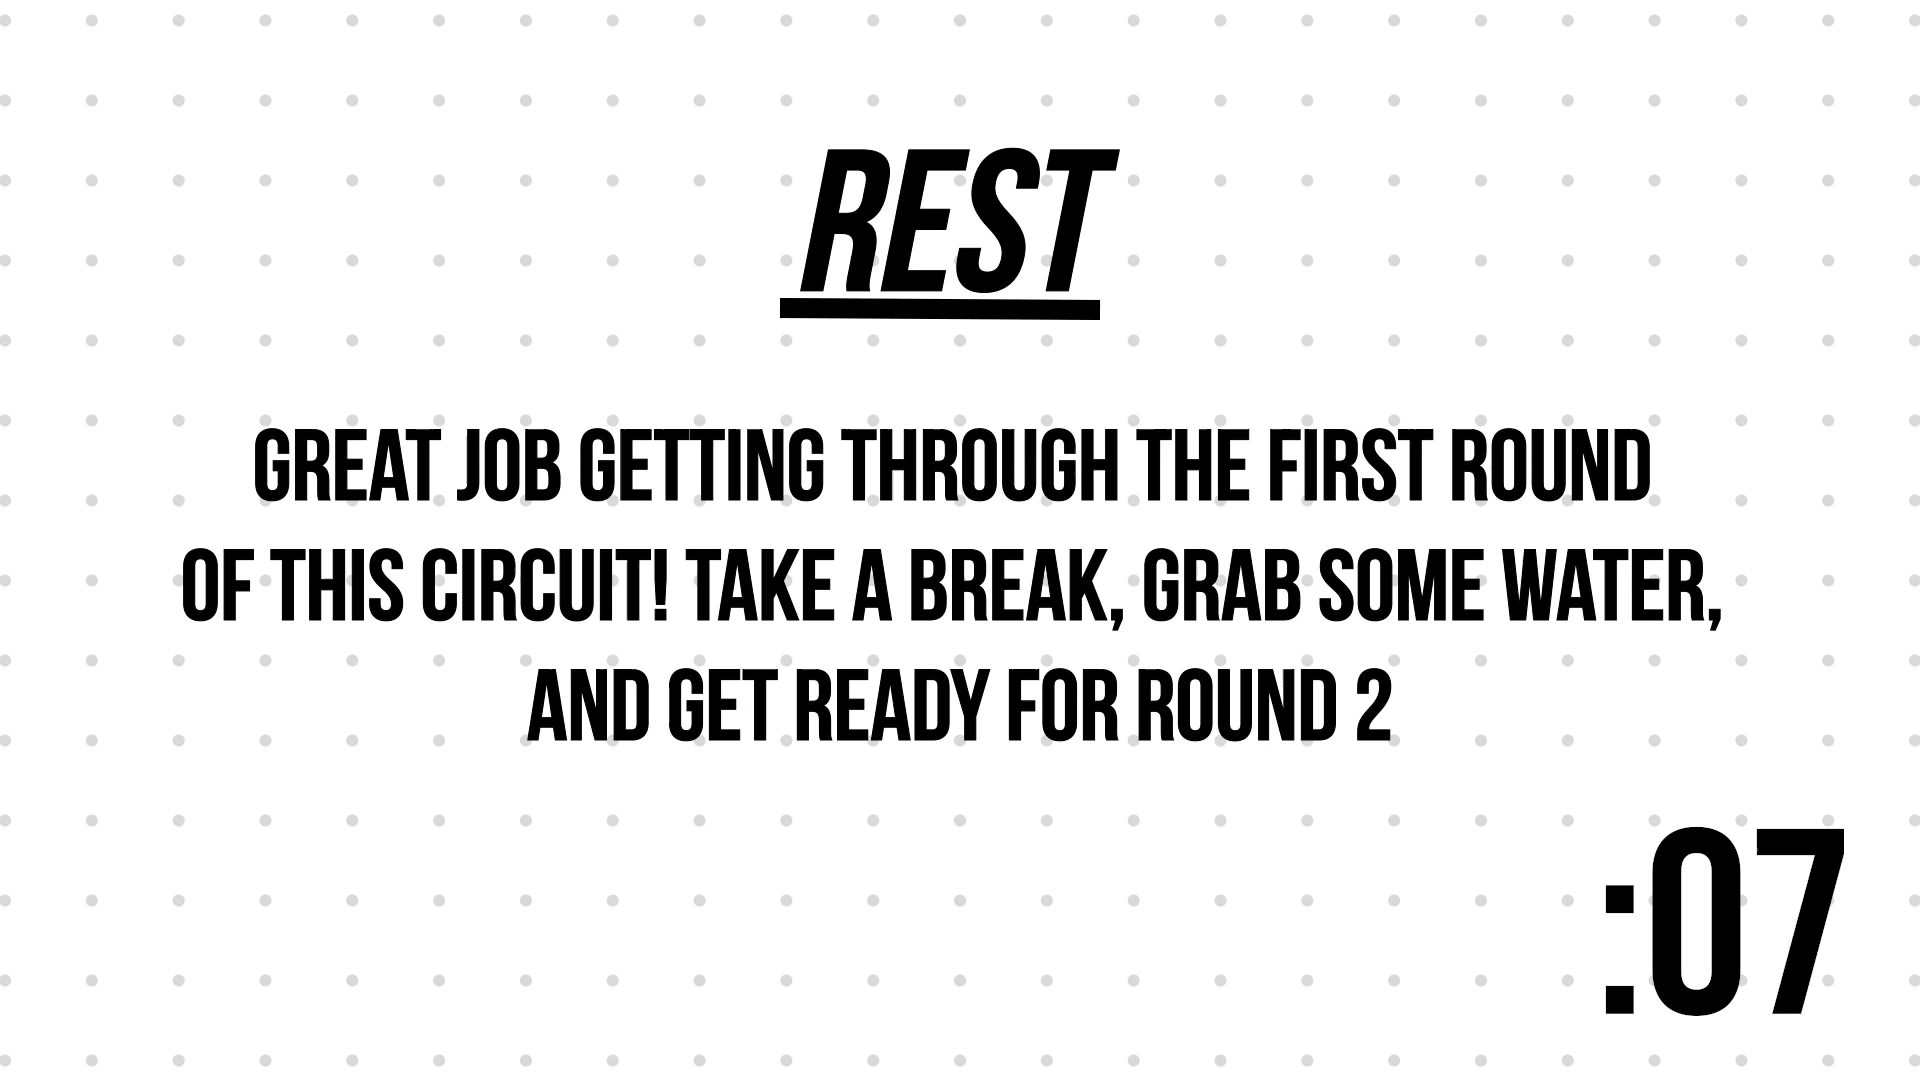 REST
GREAT JOB GETTING THROUGH THE FIRST ROUND
OF THIS CIRCUIT! TAKE A BREAK, GRAB SOME WATER,
AND GET READY FOR ROUND 2
:07